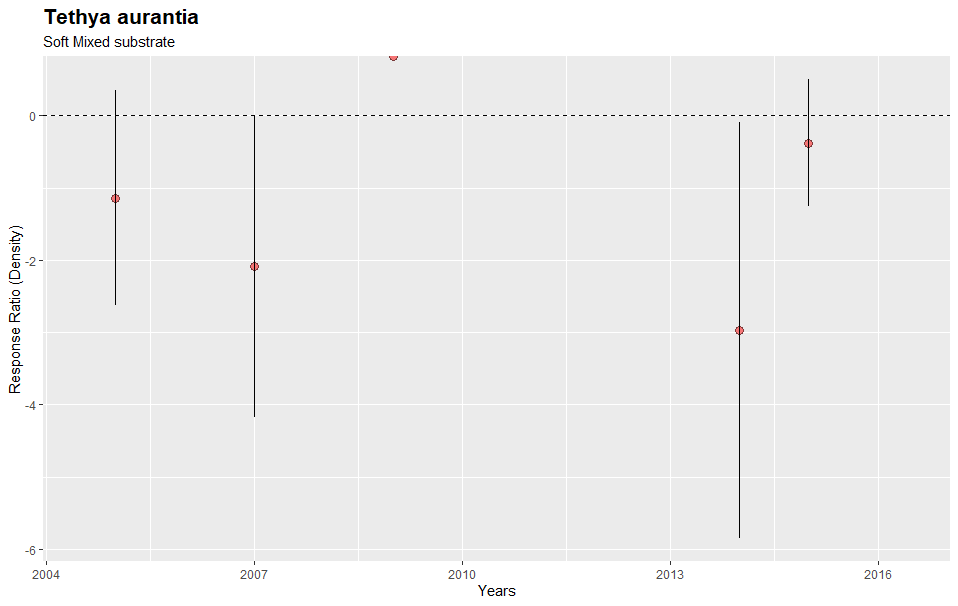 Tethya aurantia
Soft Mixed substrate
Response Ratio (Density)
0
-2
-4
-6
2004
2007
2010
2013
2016
Years